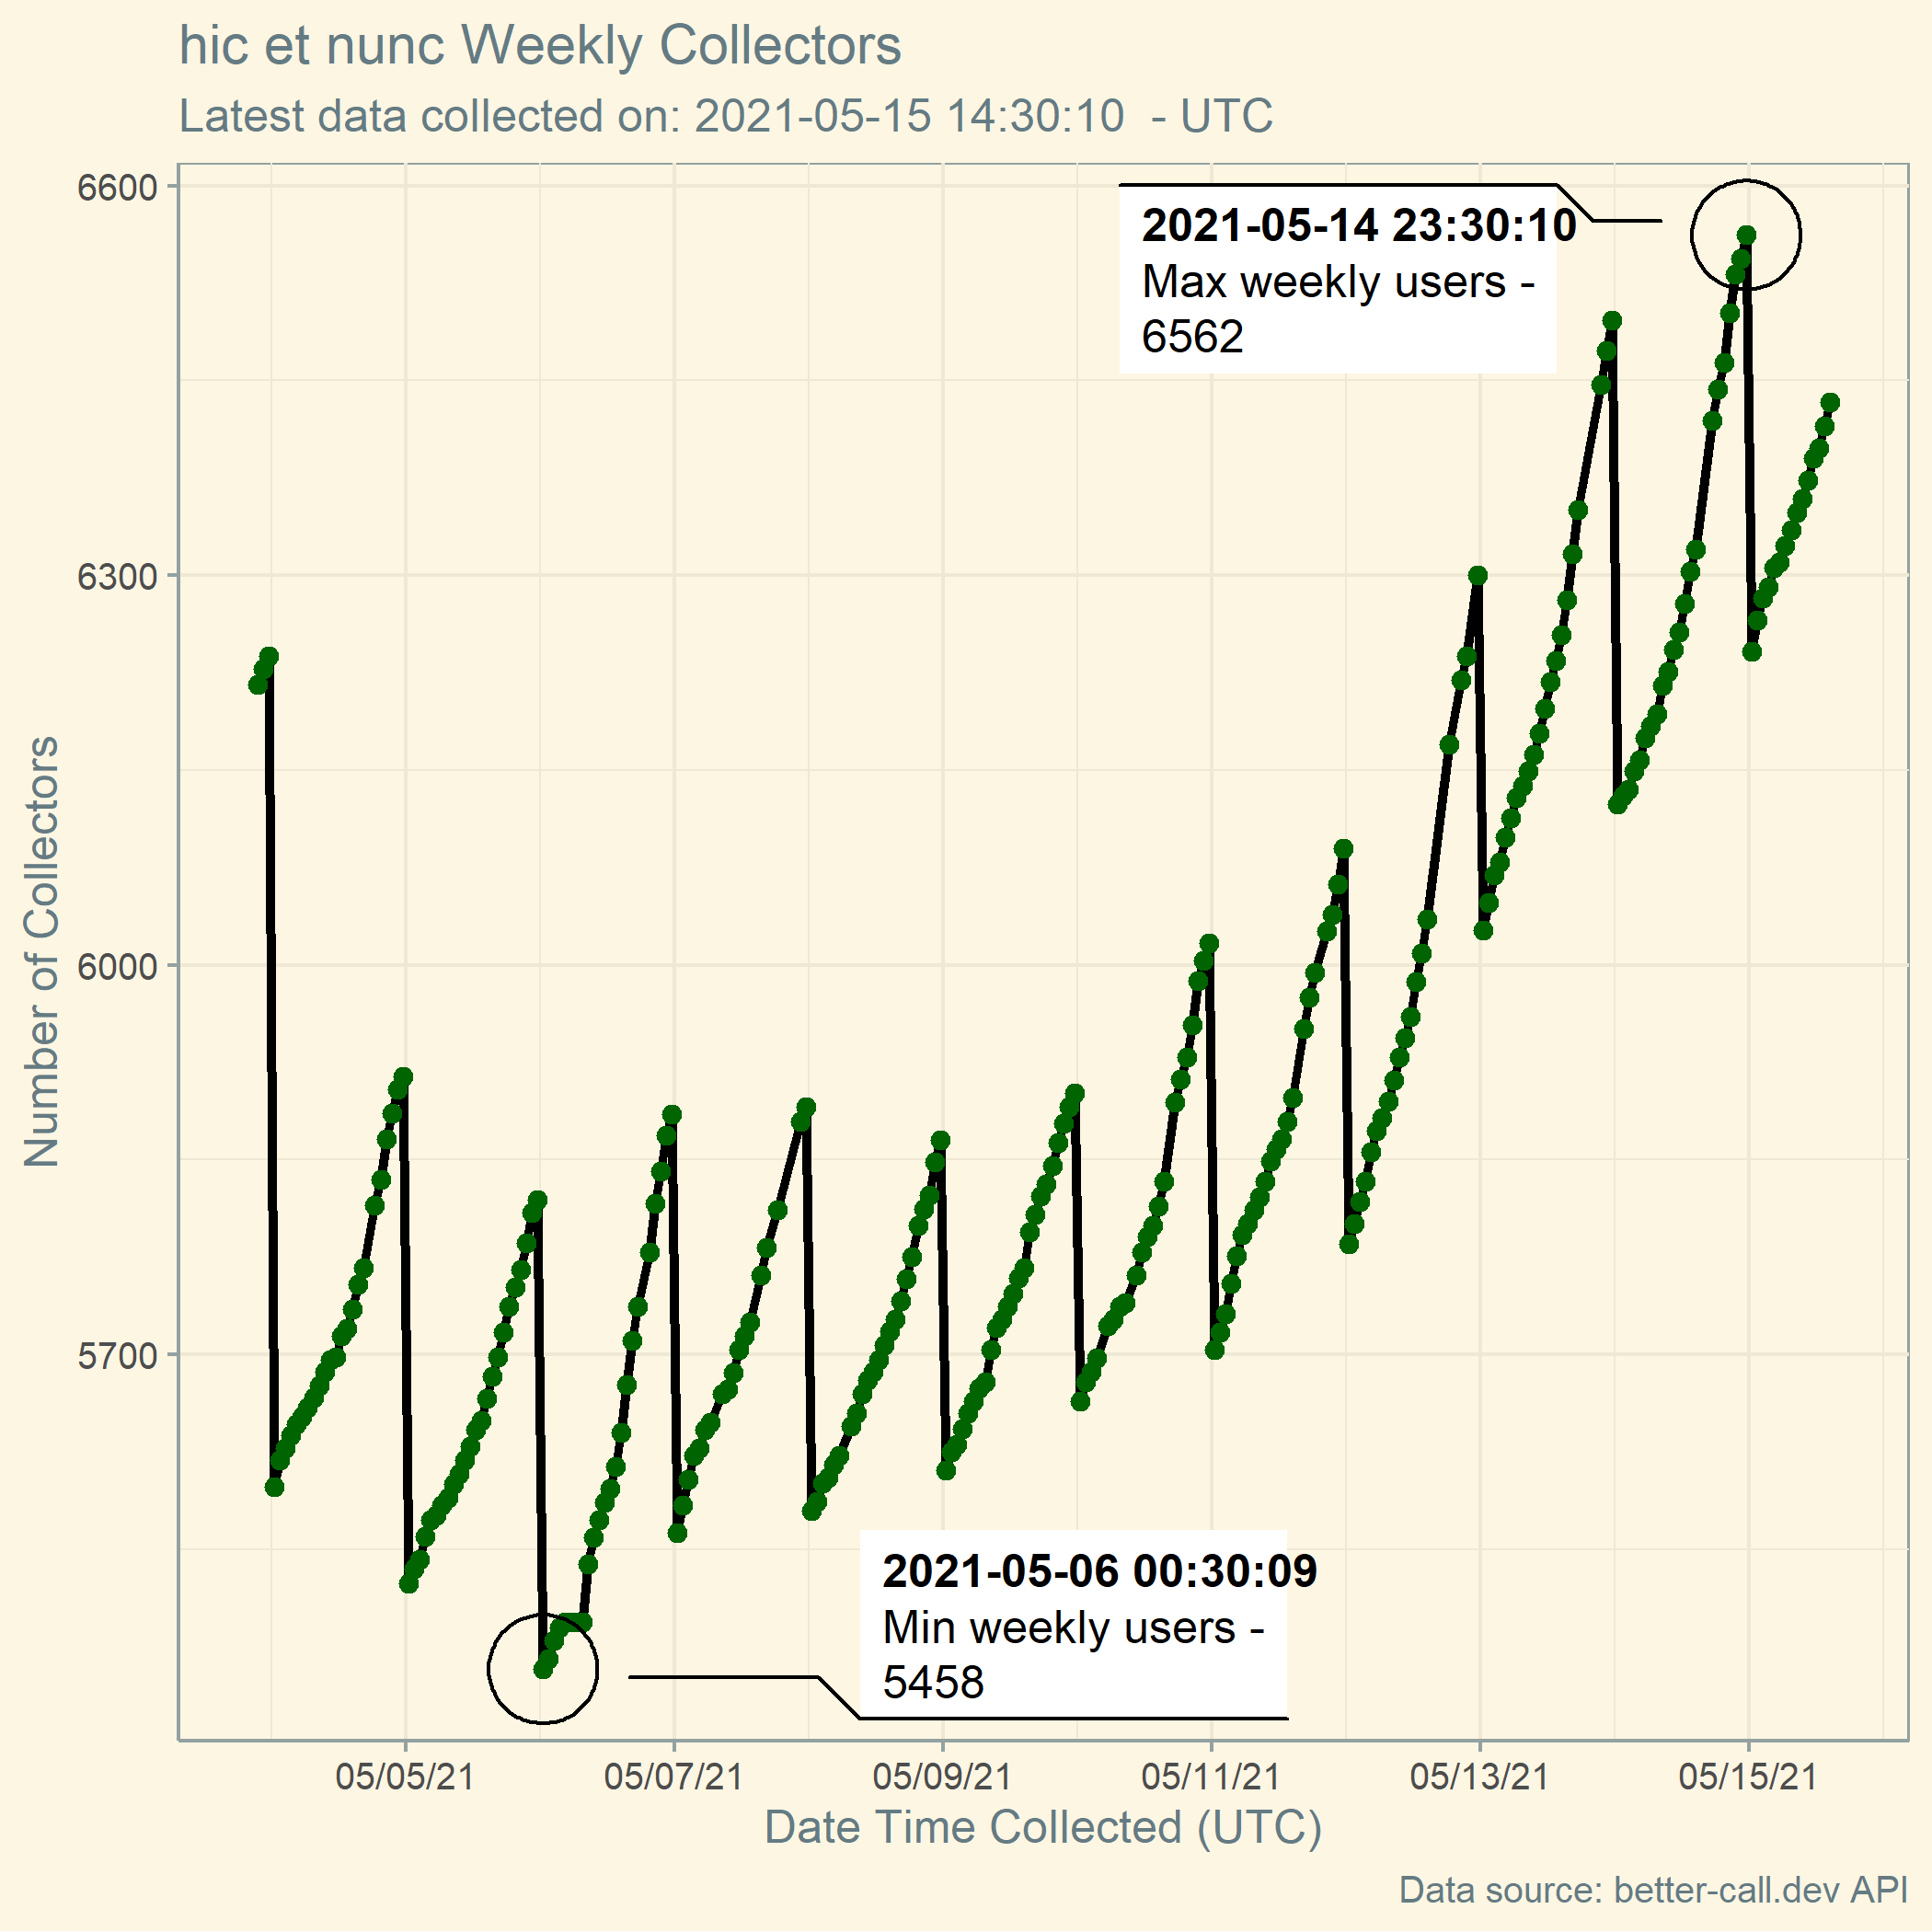 hic et nunc Weekly Collectors
Latest data collected on: 2021-05-15 14:30:10  - UTC
Number of Collectors
6600
6300
6000
5700
2021-05-14 23:30:10
Max weekly users -
6562
2021-05-06 00:30:09
Min weekly users -
5458
05/05/21 05/07/21 05/09/21 05/11/21 05/13/21 05/15/21
Date Time Collected (UTC)
Data source: better-call.dev API